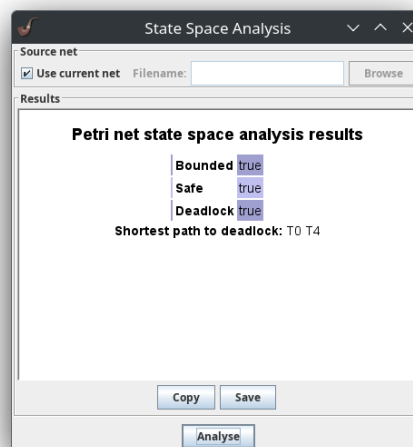 State Space Analysis
Source net
Use current net Filename: Browse
Results
Petri net state space analysis results
Bounded true
Safe true
Deadlock true
Shortest path to deadlock: T0 T4
Copy Save
Analyse